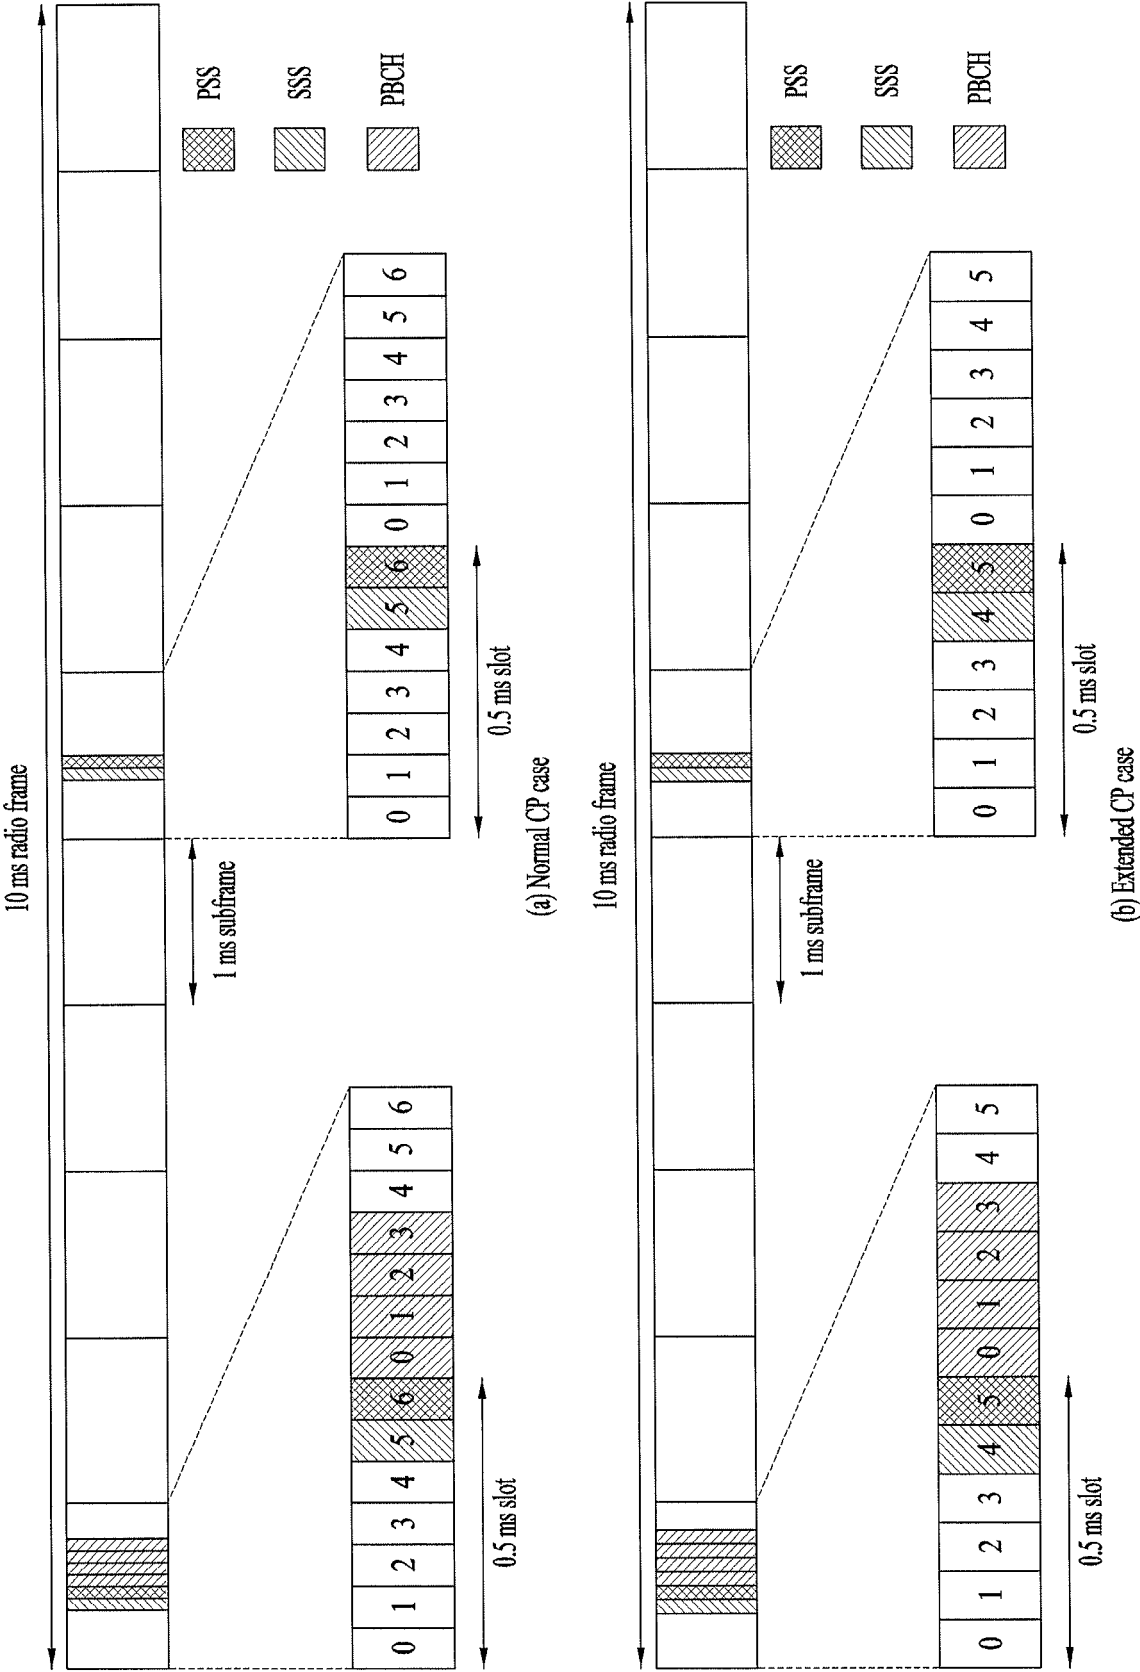 10 ms radio frame
PSS
SSS
PBCH
1 ms subframe
0 1 2 3 4 5 6 0 1 2 3 4 5 6
0.5 ms slot
0 1 2 3 4 5 6 0 1 2 3 4 5 6
0.5 ms slot
(a) Normal CP case
10 ms radio frame
PSS
SSS
PBCH
1 ms subframe
0 1 2 3 4 5 0 1 2 3 4 5
0.5 ms slot
0 1 2 3 4 5 0 1 2 3 4 5
0.5 ms slot
(b) Extended CP case